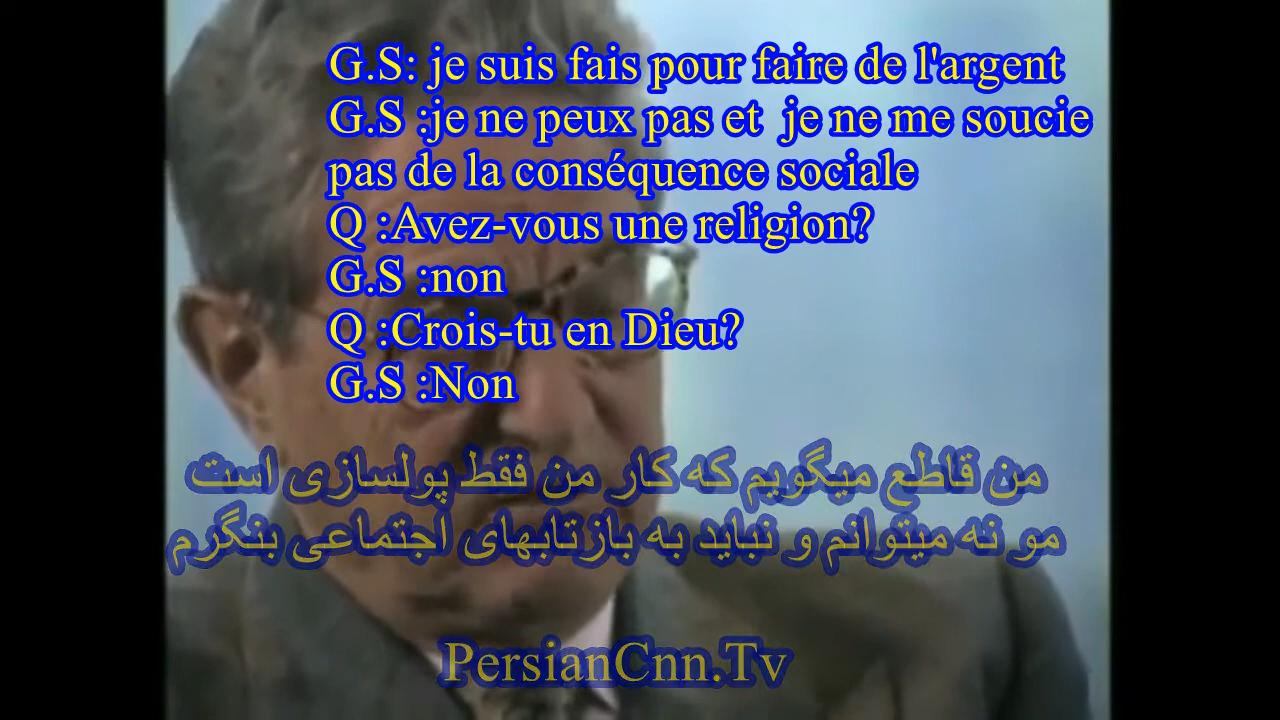 G.S: je suis fais pour faire de l'argent
G.S :je ne peux pas et je ne me soucie
pas de la conséquence sociale
Q :Avez-vous une religion?
G.S :non
Q :Crois-tu en Dieu?
G.S :Non
من قاطع میگویم که کار من فقط پولسازی است
مو نه میتوانم و نباید به بازتابهای اجتماعی بنگرم
PersianCnn.Tv